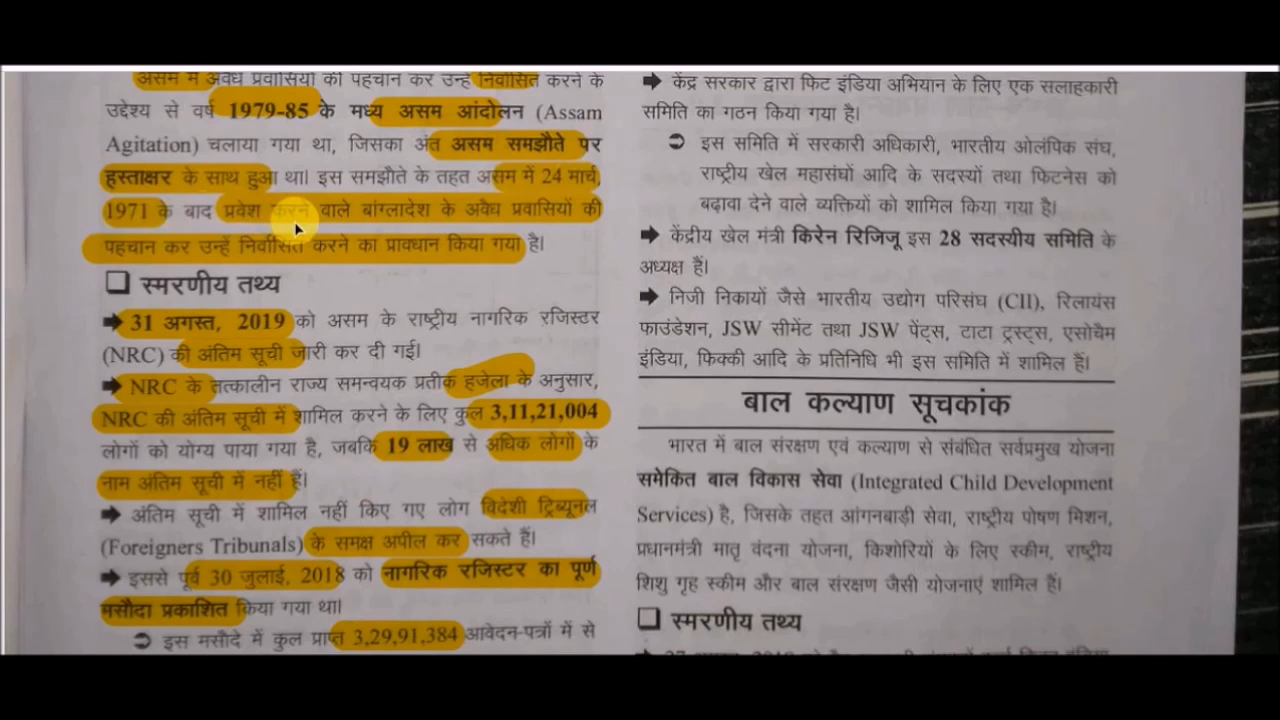 असम में अवैध प्रवासियों की पहचान कर उन्हें निर्वासित करने के
उद्देश्य से वर्ष 1979-85 के मध्य असम आंदोलन (Assam
Agitation) चलाया गया था, जिसका अंत असम समझौते पर
हस्ताक्षर के साथ हुआ था। इस समझौते के तहत असम में 24 मार्च,
1971 के बाद प्रवेश करने वाले बांग्लादेश के अवैध प्रवासियों की
पहचान कर उन्हें निर्वासित करने का प्रावधान किया गया है।
❑ स्मरणीय तथ्य
➡ 31 अगस्त, 2019 को असम के राष्ट्रीय नागरिक रजिस्टर
(NRC) की अंतिम सूची जारी कर दी गई।
➡ NRC के तत्कालीन राज्य समन्वयक प्रतीक हजेला के अनुसार,
NRC की अंतिम सूची में शामिल करने के लिए कुल 3,11,21,004
लोगों को योग्य पाया गया है, जबकि 19 लाख से अधिक लोगों के
नाम अंतिम सूची में नहीं हैं।
➡ अंतिम सूची में शामिल नहीं किए गए लोग विदेशी ट्रिब्यूनल
(Foreigners Tribunals) के समक्ष अपील कर सकते हैं।
➡ इससे पूर्व 30 जुलाई, 2018 को नागरिक रजिस्टर का पूर्ण
मसौदा प्रकाशित किया गया था।
➲ इस मसौदे में कुल प्राप्त 3,29,91,384 आवेदन-पत्रों में से
➡ केंद्र सरकार द्वारा फिट इंडिया अभियान के लिए एक सलाहकारी
समिति का गठन किया गया है।
➲ इस समिति में सरकारी अधिकारी, भारतीय ओलंपिक संघ,
राष्ट्रीय खेल महासंघों आदि के सदस्यों तथा फिटनेस को
बढ़ावा देने वाले व्यक्तियों को शामिल किया गया है।
➡ केंद्रीय खेल मंत्री किरेन रिजिजू इस 28 सदस्यीय समिति के
अध्यक्ष हैं।
➡ निजी निकायों जैसे भारतीय उद्योग परिसंघ (CII), रिलायंस
फाउंडेशन, JSW सीमेंट तथा JSW पेंट्स, टाटा ट्रस्ट्स, एसोचैम
इंडिया, फिक्की आदि के प्रतिनिधि भी इस समिति में शामिल हैं।
बाल कल्याण सूचकांक
भारत में बाल संरक्षण एवं कल्याण से संबंधित सर्वप्रमुख योजना
समेकित बाल विकास सेवा (Integrated Child Development
Services) है, जिसके तहत आंगनबाड़ी सेवा, राष्ट्रीय पोषण मिशन,
प्रधानमंत्री मातृ वंदना योजना, किशोरियों के लिए स्कीम, राष्ट्रीय
शिशु गृह स्कीम और बाल संरक्षण जैसी योजनाएं शामिल हैं।
❑ स्मरणीय तथ्य